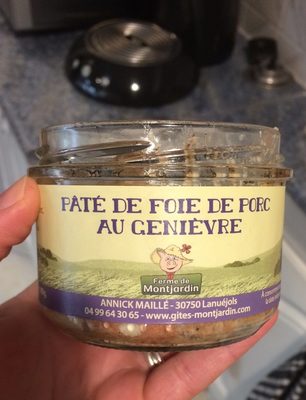 PÂTÉ DE FOIE DE PORC
AU GENIÈVRE
Ferme de
Montjardin
ANNICK MAILLÉ - 30750 Lanuéjols
04 99 64 30 65 - www.gites-montjardin.com